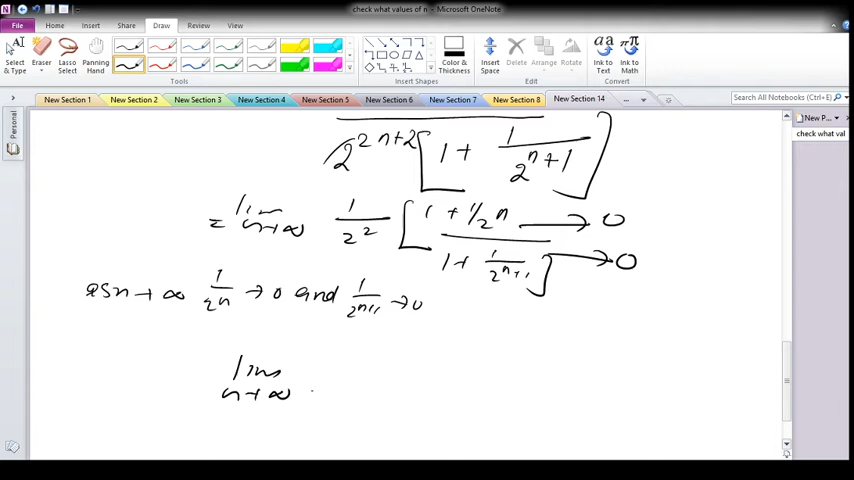 check what values of n - Microsoft OneNote
File Home Insert Share Draw Review View
Select & Type Eraser Lasso Select Panning Hand Color & Thickness Insert Space Delete Arrange Rotate Ink to Text Ink to Math
Tools Insert Shapes Edit Convert
New Section 1 New Section 2 New Section 3 New Section 4 New Section 5 New Section 6 New Section 7 New Section 8 New Section 14 ... Search All Notebooks (Ctrl+E)
Personal
New P...
check what val
2^{2n+2} [1 + 1/2^{n+1}]
= lim n→∞ 1/2^2 [1 + 1/2^n → 0
1 + 1/2^{n+1}] → 0
as n→∞ 1/2^n → 0 and 1/2^{n+1} → 0
lim
n→∞